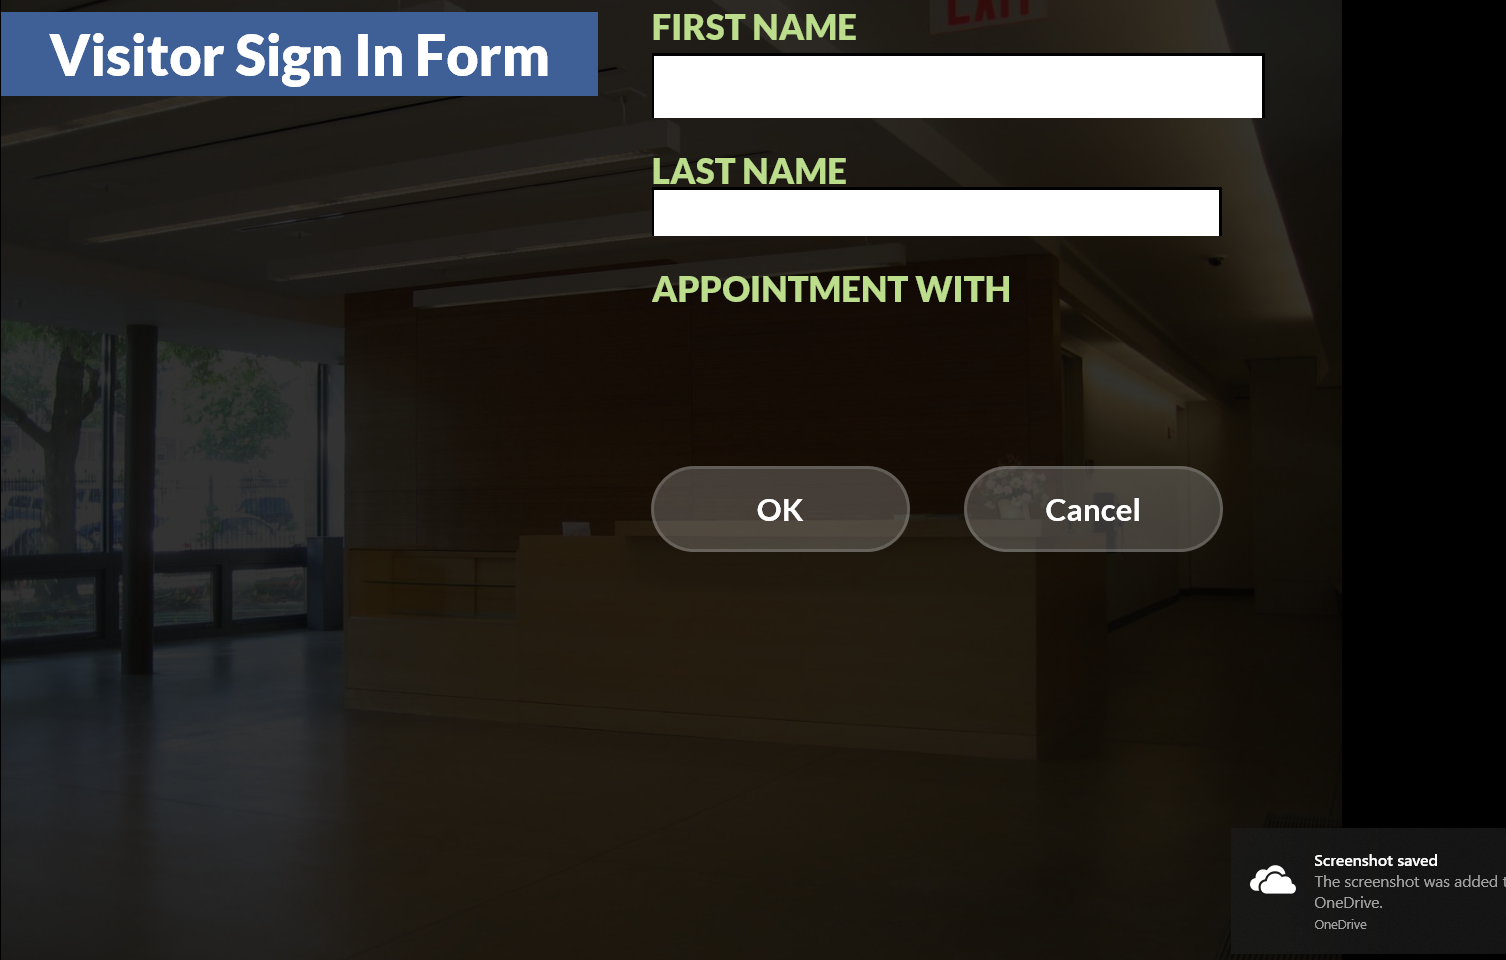 Visitor Sign In Form
EXIT
FIRST NAME
LAST NAME
APPOINTMENT WITH
OK
Cancel
Screenshot saved
The screenshot was added t
OneDrive.
OneDrive